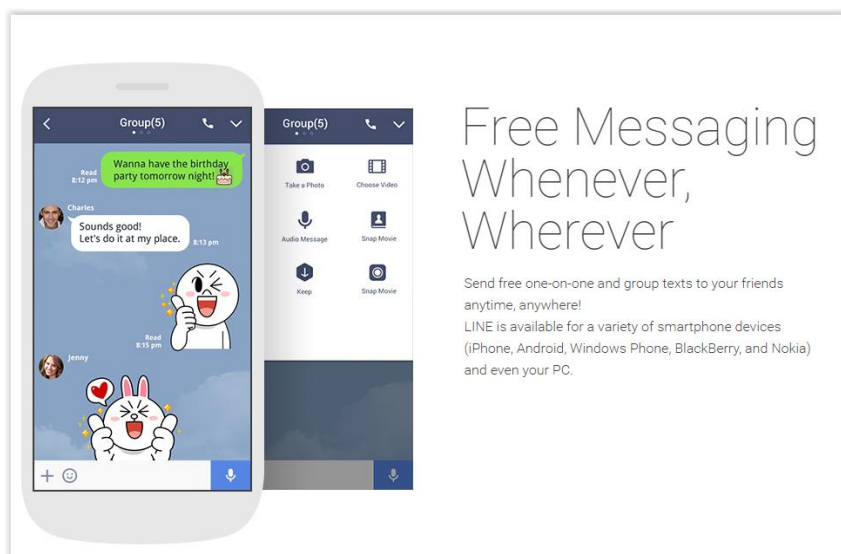 Group(5)
Wanna have the birthday
party tomorrow night!
Read
8:12 pm
Charles
Sounds good!
Let's do it at my place.
8:13 pm
Read
8:15 pm
Jenny
Group(5)
Take a Photo
Choose Video
Audio Message
Snap Movie
Keep
Snap Movie
Free Messaging
Whenever,
Wherever
Send free one-on-one and group texts to your friends
anytime, anywhere!
LINE is available for a variety of smartphone devices
(iPhone, Android, Windows Phone, BlackBerry, and Nokia)
and even your PC.